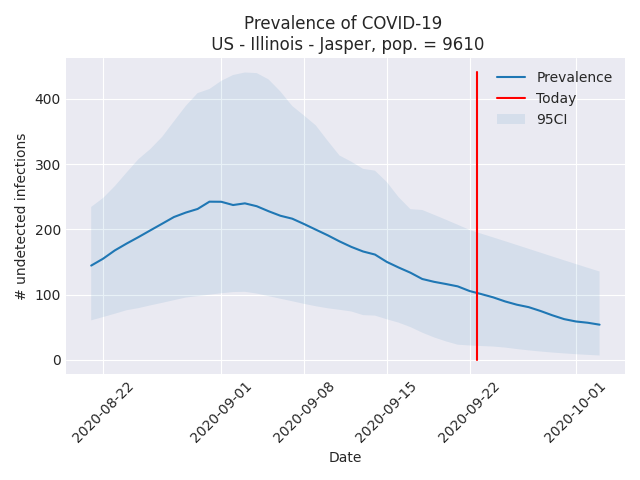 Prevalence of COVID-19
US - Illinois - Jasper, pop. = 9610
Prevalence
Today
95CI
# undetected infections
400
300
200
100
0
2020-08-22
2020-09-01
2020-09-08
2020-09-15
2020-09-22
2020-10-01
Date